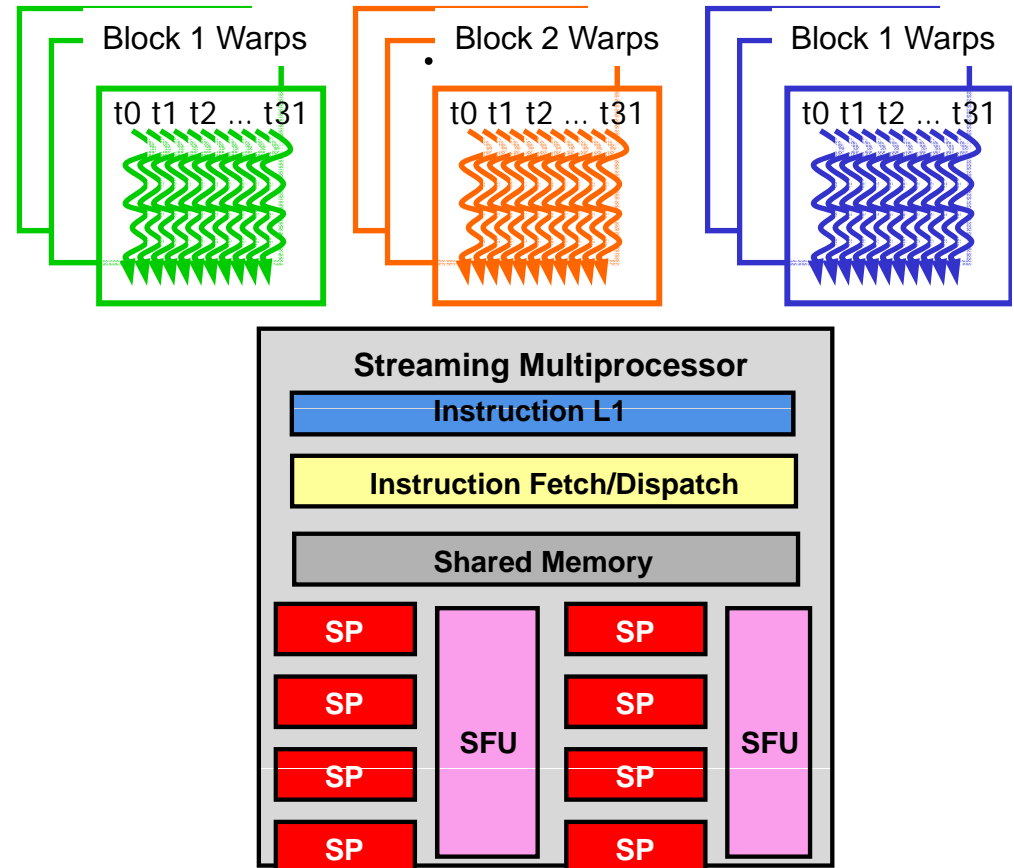 Block 1 Warps Block 2 Warps Block 1 Warps
•
t0 t1 t2 ... t31 t0 t1 t2 ... t31 t0 t1 t2 ... t31
Streaming Multiprocessor
Instruction L1
Instruction Fetch/Dispatch
Shared Memory
SP SP
SP SP
SFU SFU
SP SP
SP SP